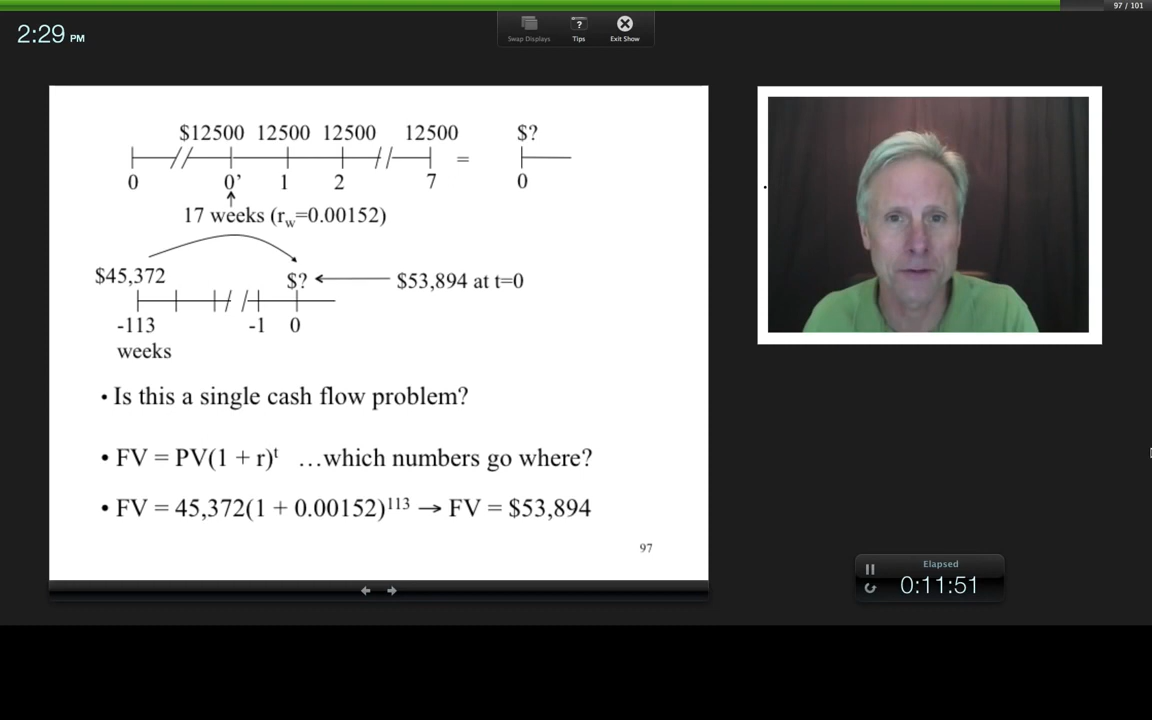 97 / 101
2:29 PM
Swap Displays Tips Exit Show
$12500 12500 12500 12500 $?
=
0 0’ 1 2 7 0
17 weeks (rw=0.00152)
$45,372 $? $53,894 at t=0
-113 -1 0
weeks
• Is this a single cash flow problem?
• FV = PV(1 + r)ᵗ …which numbers go where?
• FV = 45,372(1 + 0.00152)¹¹³ → FV = $53,894
97
Elapsed
0:11:51